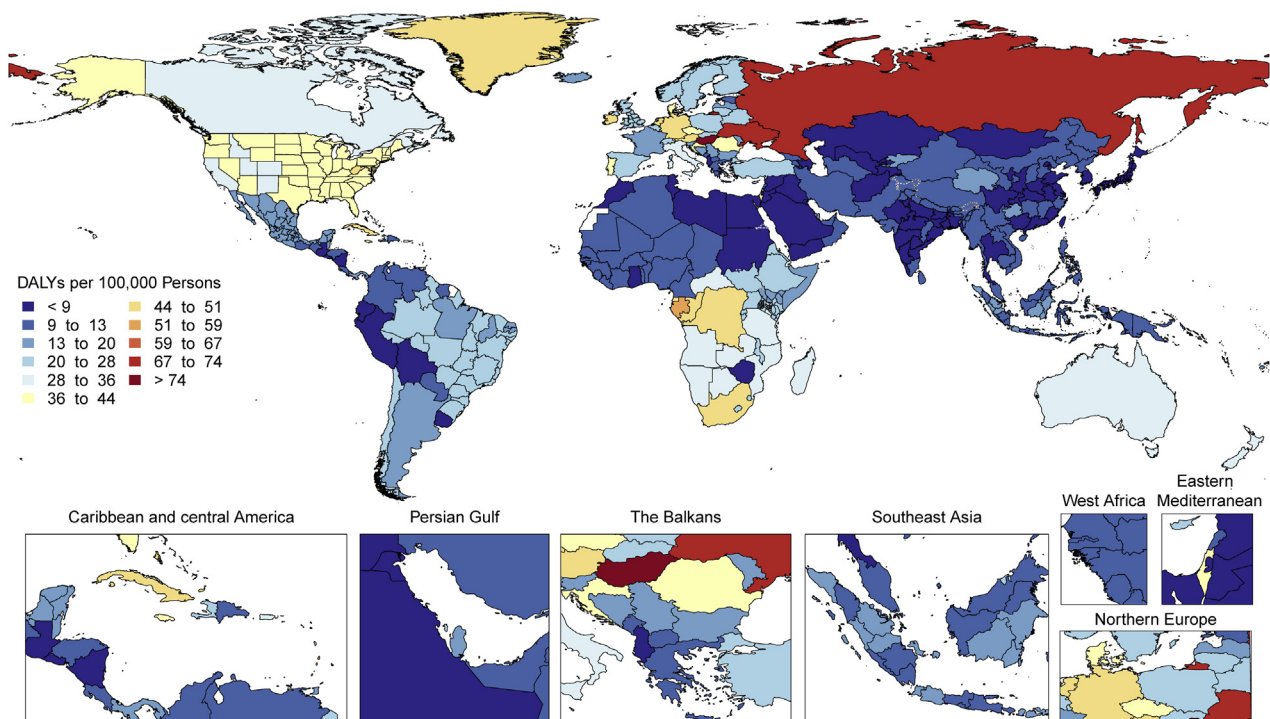 DALYs per 100,000 Persons
< 9
9 to 13
13 to 20
20 to 28
28 to 36
36 to 44
44 to 51
51 to 59
59 to 67
67 to 74
> 74
Caribbean and central America
Persian Gulf
The Balkans
Southeast Asia
West Africa
Eastern
Mediterranean
Northern Europe